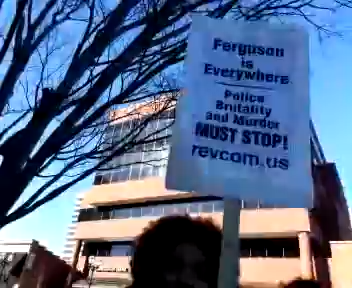 Ferguson
is
Everywhere
Police
Brutality
and Murder
MUST STOP!
revcom.us